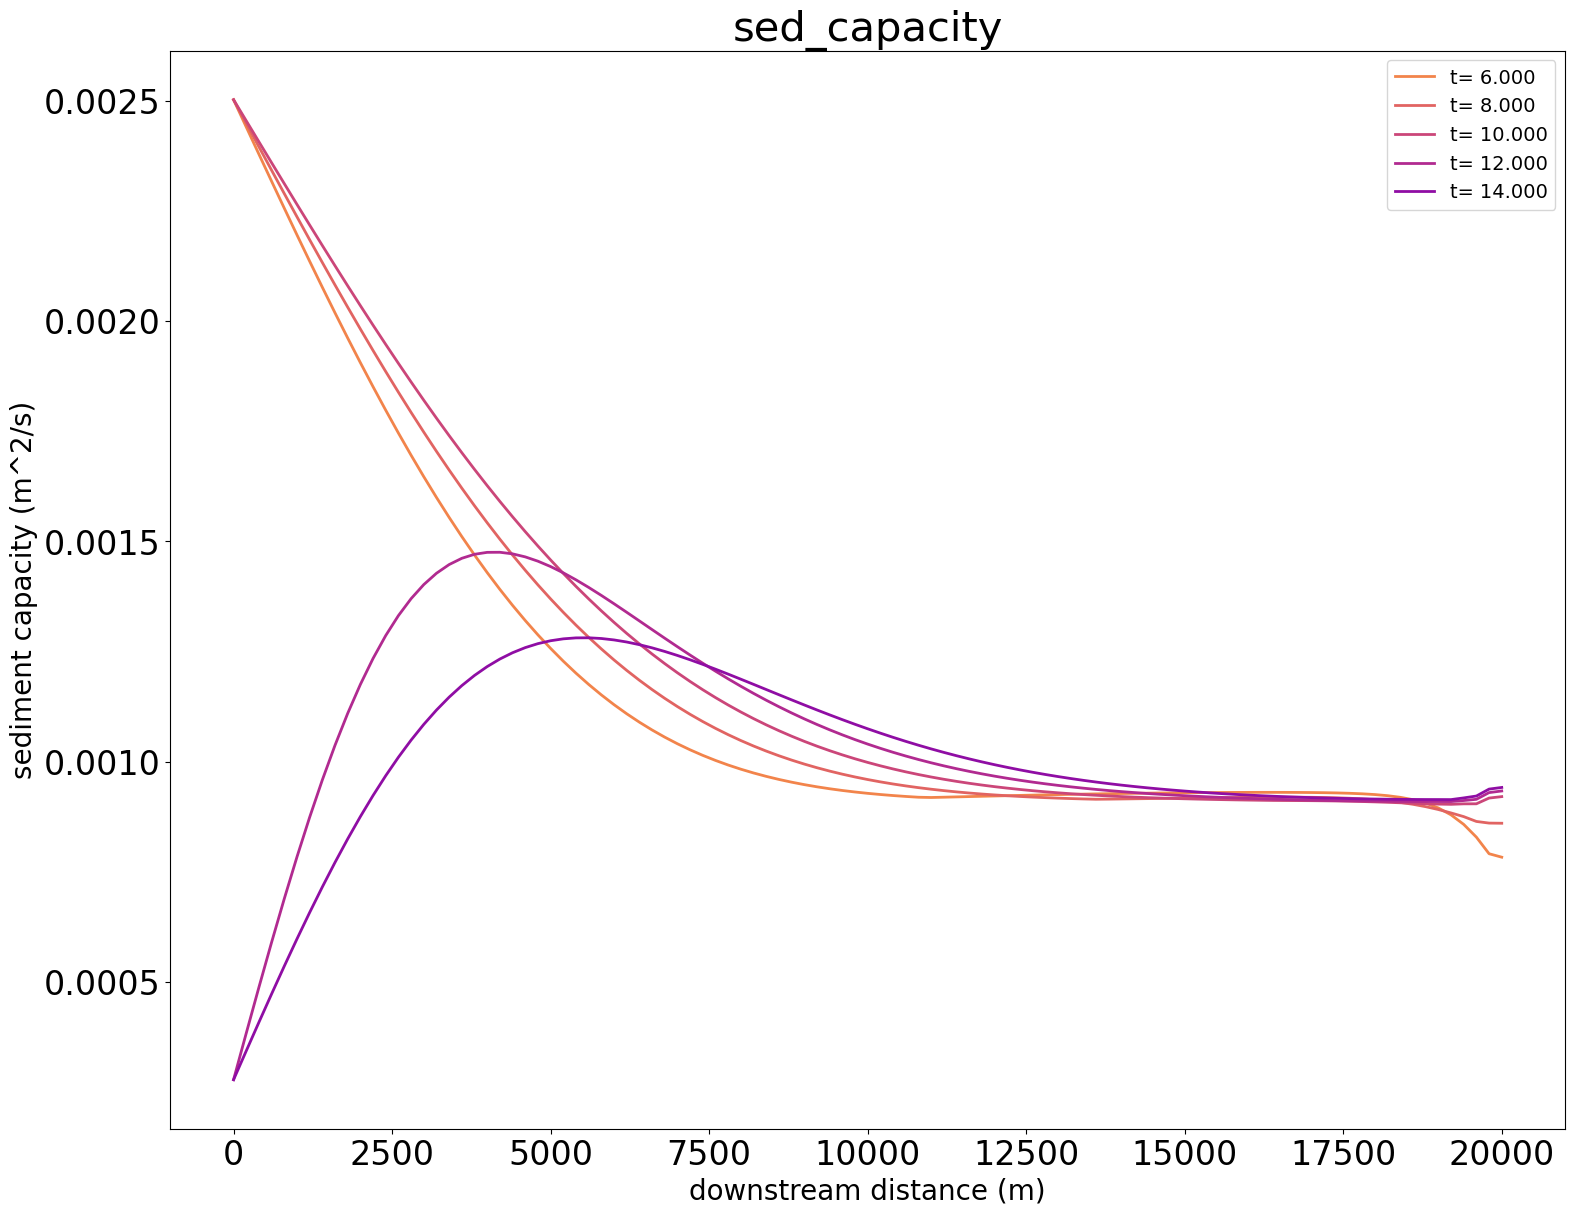 sed_capacity
t= 6.000
t= 8.000
t= 10.000
t= 12.000
t= 14.000
sediment capacity (m^2/s)
0.0025
0.0020
0.0015
0.0010
0.0005
0 2500 5000 7500 10000 12500 15000 17500 20000
downstream distance (m)